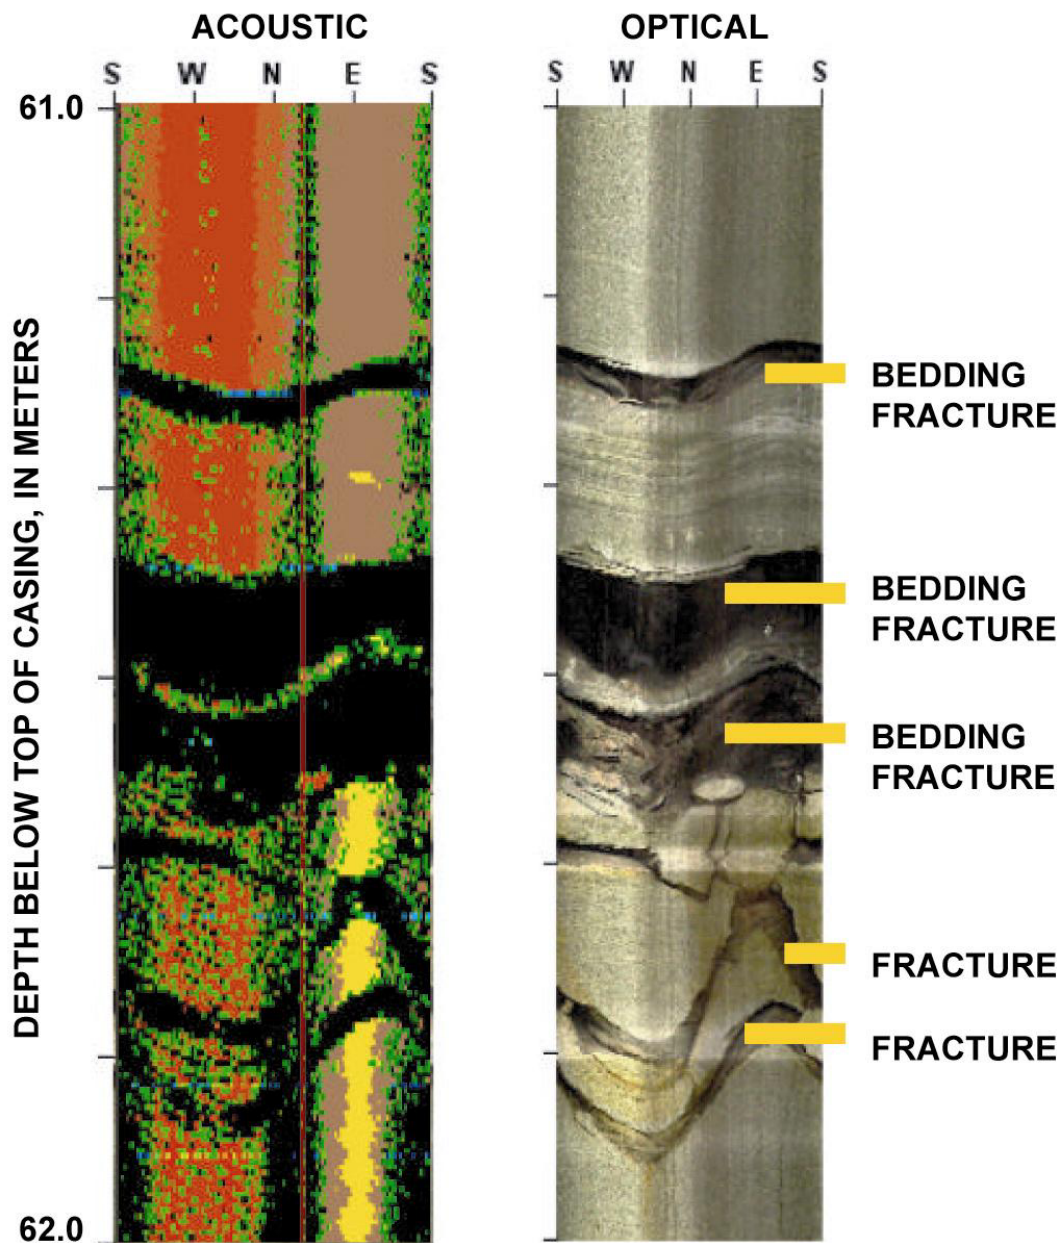 ACOUSTIC
OPTICAL
S W N E S
S W N E S
61.0
DEPTH BELOW TOP OF CASING, IN METERS
BEDDING
FRACTURE
BEDDING
FRACTURE
BEDDING
FRACTURE
FRACTURE
FRACTURE
62.0